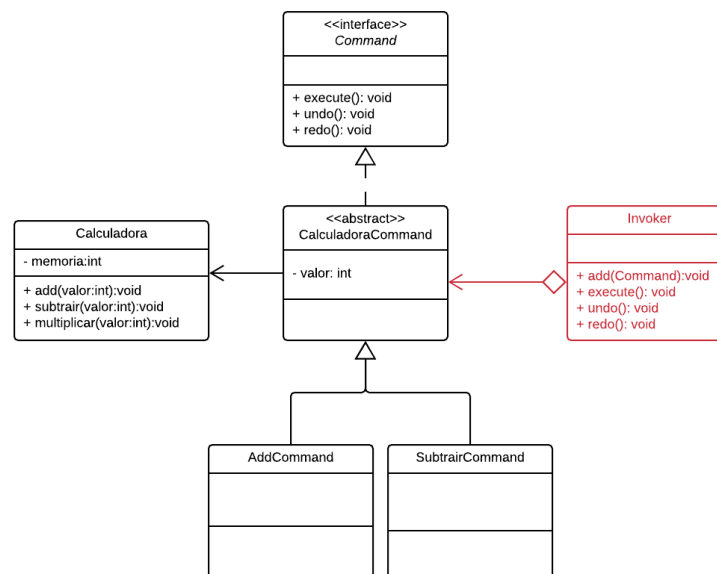 <<interface>>
Command
+ execute(): void
+ undo(): void
+ redo(): void
Calculadora
- memoria:int
+ add(valor:int):void
+ subtrair(valor:int):void
+ multiplicar(valor:int):void
<<abstract>>
CalculadoraCommand
- valor: int
Invoker
+ add(Command):void
+ execute(): void
+ undo(): void
+ redo(): void
AddCommand
SubtrairCommand